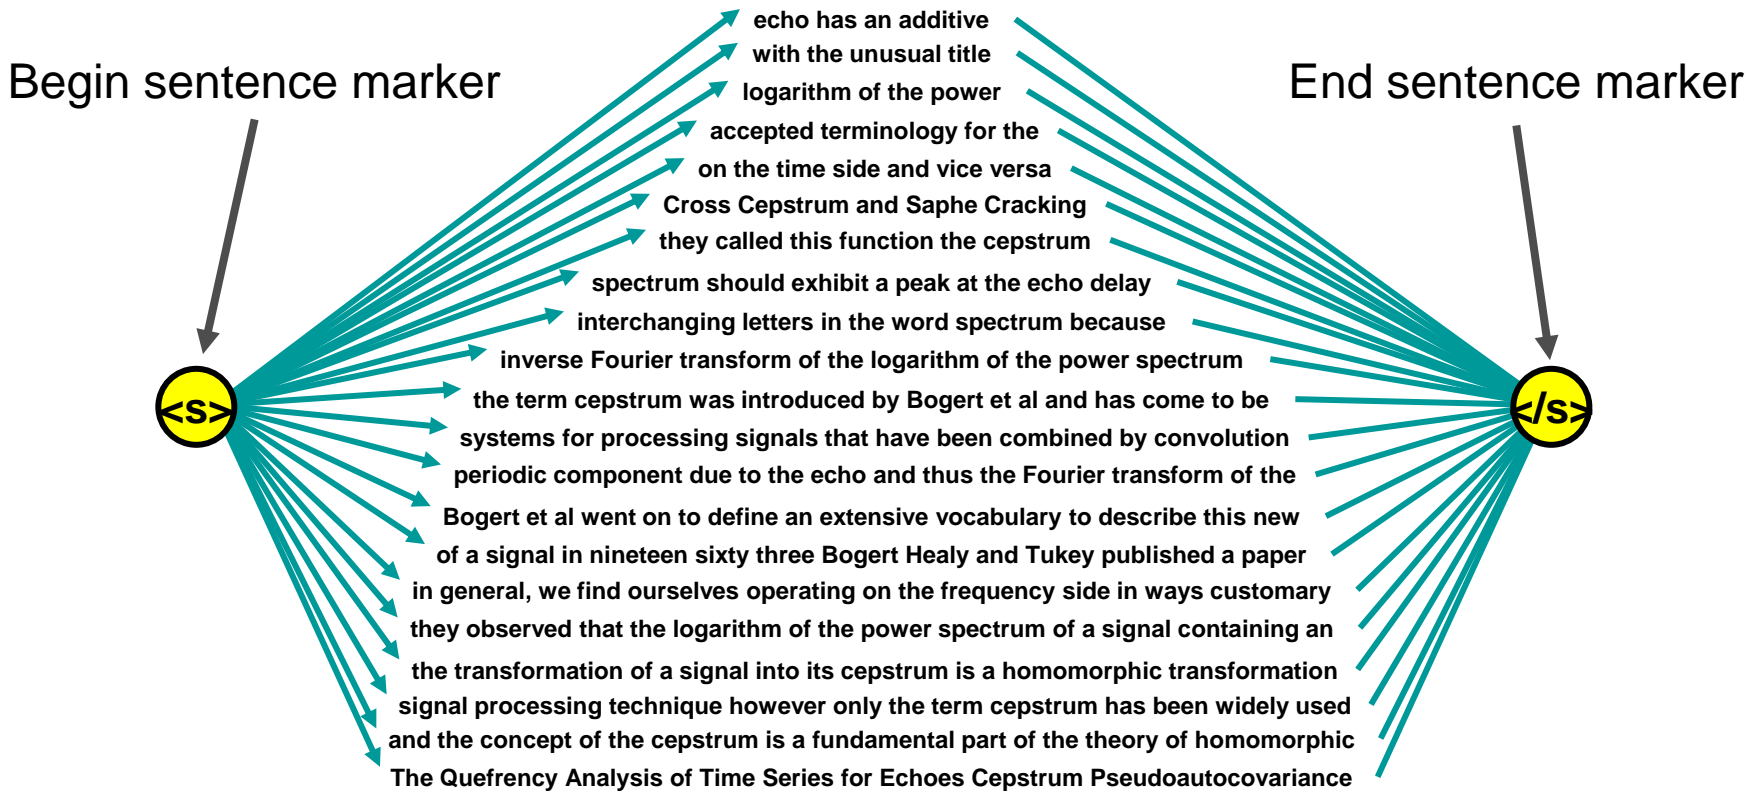 echo has an additive
with the unusual title
Begin sentence marker
End sentence marker
logarithm of the power
accepted terminology for the
on the time side and vice versa
Cross Cepstrum and Saphe Cracking
they called this function the cepstrum
spectrum should exhibit a peak at the echo delay
interchanging letters in the word spectrum because
inverse Fourier transform of the logarithm of the power spectrum
the term cepstrum was introduced by Bogert et al and has come to be
<s>
</s>
systems for processing signals that have been combined by convolution
periodic component due to the echo and thus the Fourier transform of the
Bogert et al went on to define an extensive vocabulary to describe this new
of a signal in nineteen sixty three Bogert Healy and Tukey published a paper
in general, we find ourselves operating on the frequency side in ways customary
they observed that the logarithm of the power spectrum of a signal containing an
the transformation of a signal into its cepstrum is a homomorphic transformation
signal processing technique however only the term cepstrum has been widely used
and the concept of the cepstrum is a fundamental part of the theory of homomorphic
The Quefrency Analysis of Time Series for Echoes Cepstrum Pseudoautocovariance